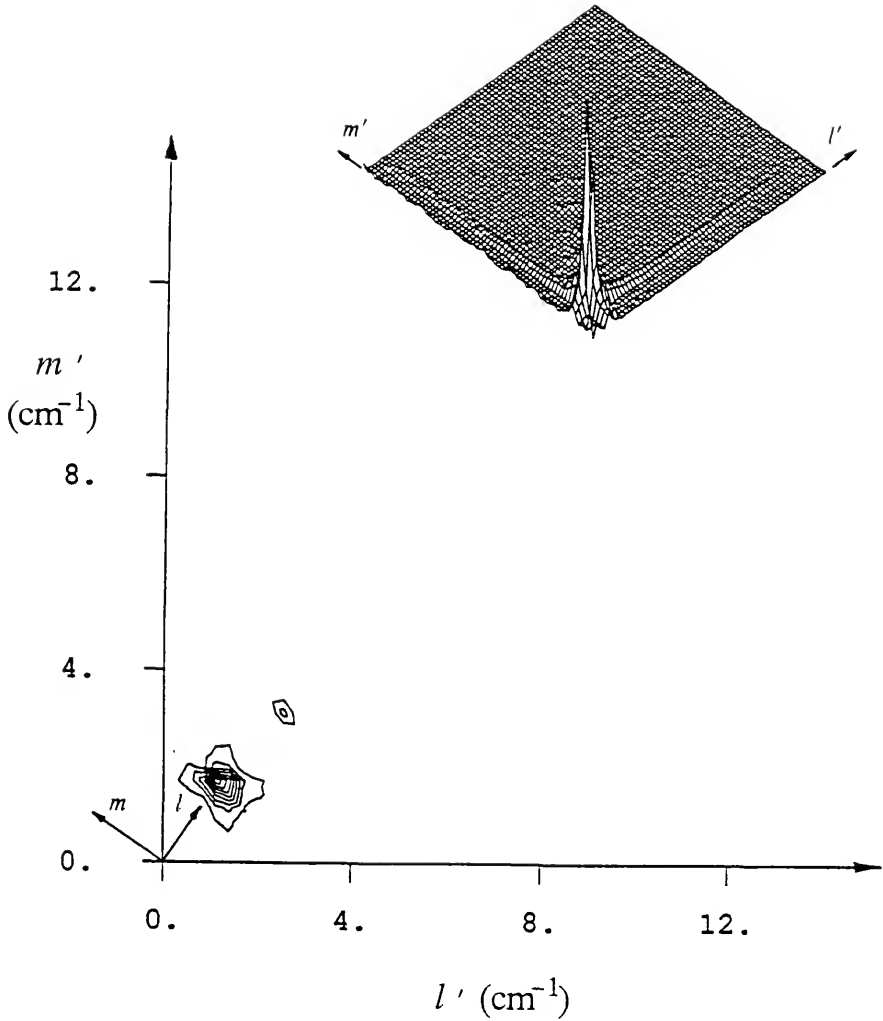 m'
l'
12.
m '
(cm⁻¹)
8.
4.
m
l
0.
0.
4.
8.
12.
l ' (cm⁻¹)